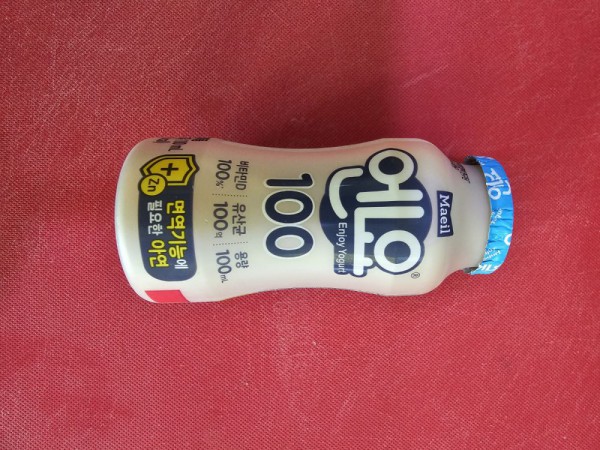 Maeil
엔요®
Enjoy Yogurt
100
비타민D 유산균 용량
100% 100억 100mL
Zn 면역기능에
필요한 아연